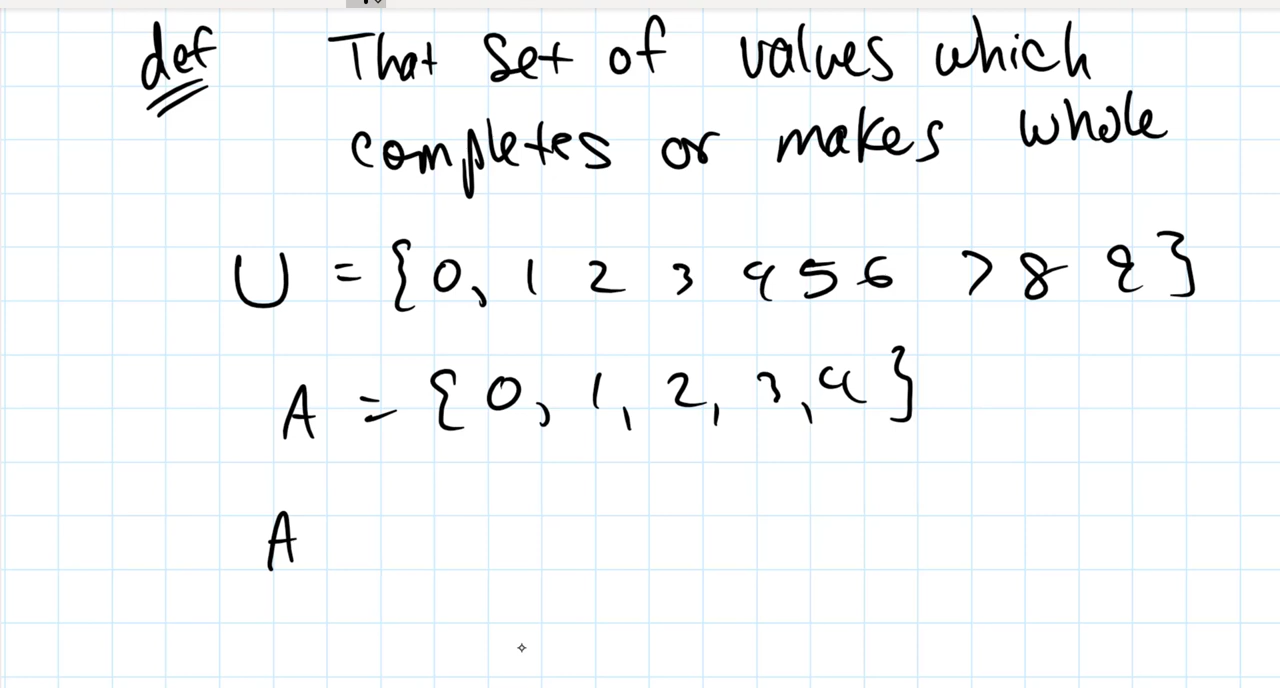 def That Set of values which
completes or makes whole
U = {0, 1 2 3 4 5 6 7 8 9}
A = {0, 1, 2, 3, 4}
A